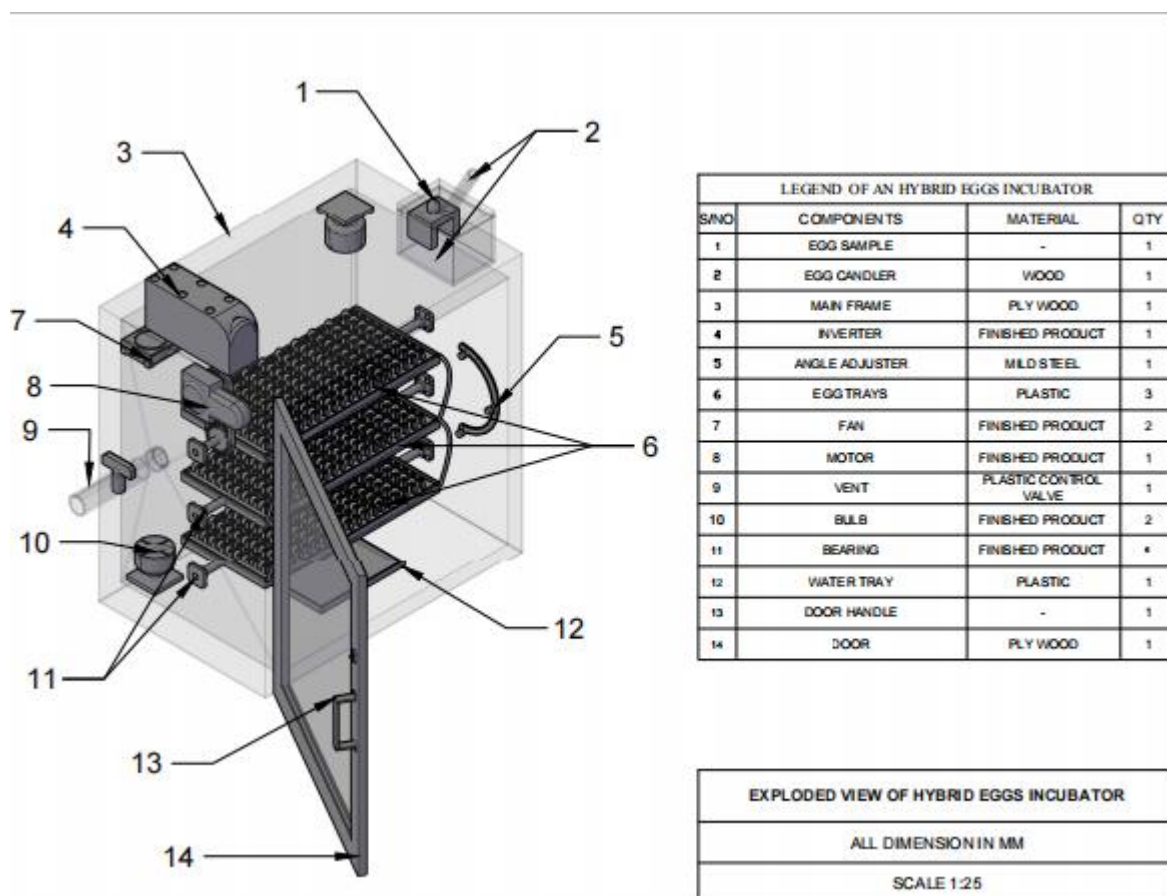 1
2
3
4
7
5
8
9
6
10
12
11
13
14
LEGEND OF AN HYBRID EGGS INCUBATOR
S/NO COMPONENTS MATERIAL QTY
1 EGG SAMPLE - 1
2 EGG CANDLER WOOD 1
3 MAIN FRAME PLY WOOD 1
4 INVERTER FINISHED PRODUCT 1
5 ANGLE ADJUSTER MILD STEEL 1
6 EGG TRAYS PLASTIC 3
7 FAN FINISHED PRODUCT 2
8 MOTOR FINISHED PRODUCT 1
9 VENT PLASTIC CONTROL VALVE 1
10 BULB FINISHED PRODUCT 2
11 BEARING FINISHED PRODUCT
12 WATER TRAY PLASTIC 1
13 DOOR HANDLE - 1
14 DOOR PLY WOOD 1
EXPLODED VIEW OF HYBRID EGGS INCUBATOR
ALL DIMENSION IN MM
SCALE 1:25